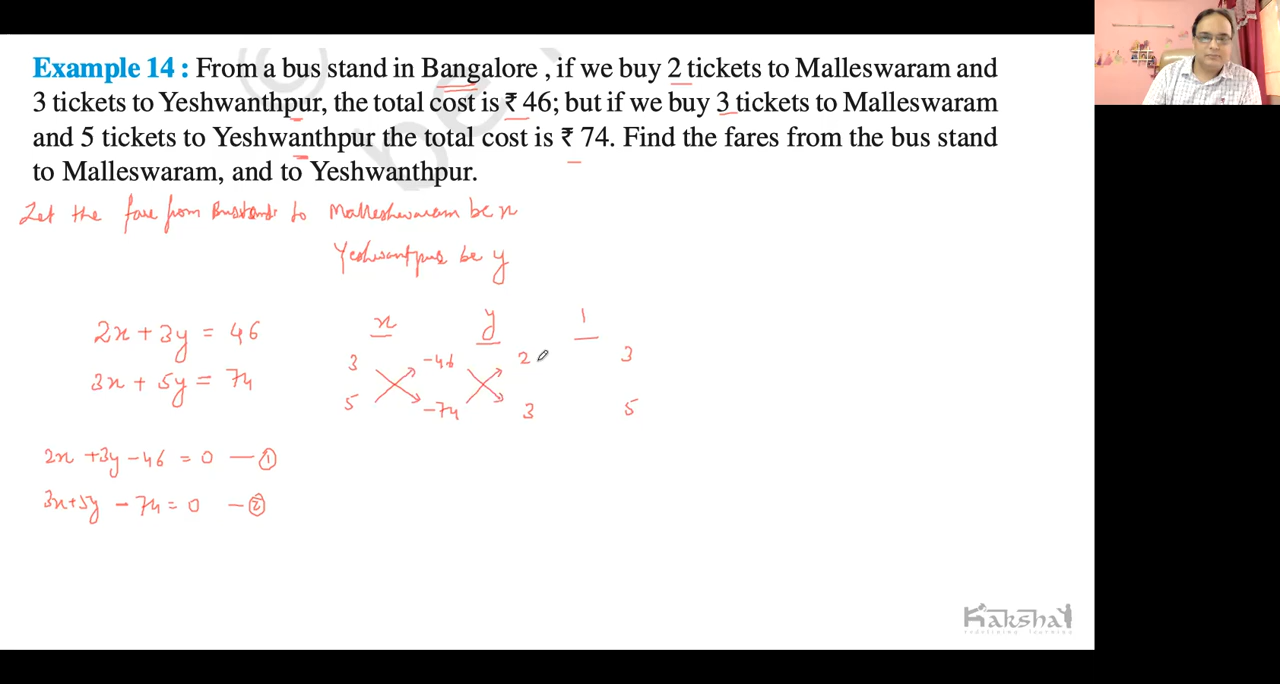 Example 14 : From a bus stand in Bangalore , if we buy 2 tickets to Malleswaram and
3 tickets to Yeshwanthpur, the total cost is ₹ 46; but if we buy 3 tickets to Malleswaram
and 5 tickets to Yeshwanthpur the total cost is ₹ 74. Find the fares from the bus stand
to Malleswaram, and to Yeshwanthpur.
Let the fare from Busstand to Malleshwaram be x
Yeshwantpur be y
x y 1
2x + 3y = 46
3 -46 2 3
3x + 5y = 74
5 -74 3 5
2x + 3y - 46 = 0 — ①
3x + 5y - 74 = 0 — ②
Raksha
redefining learning